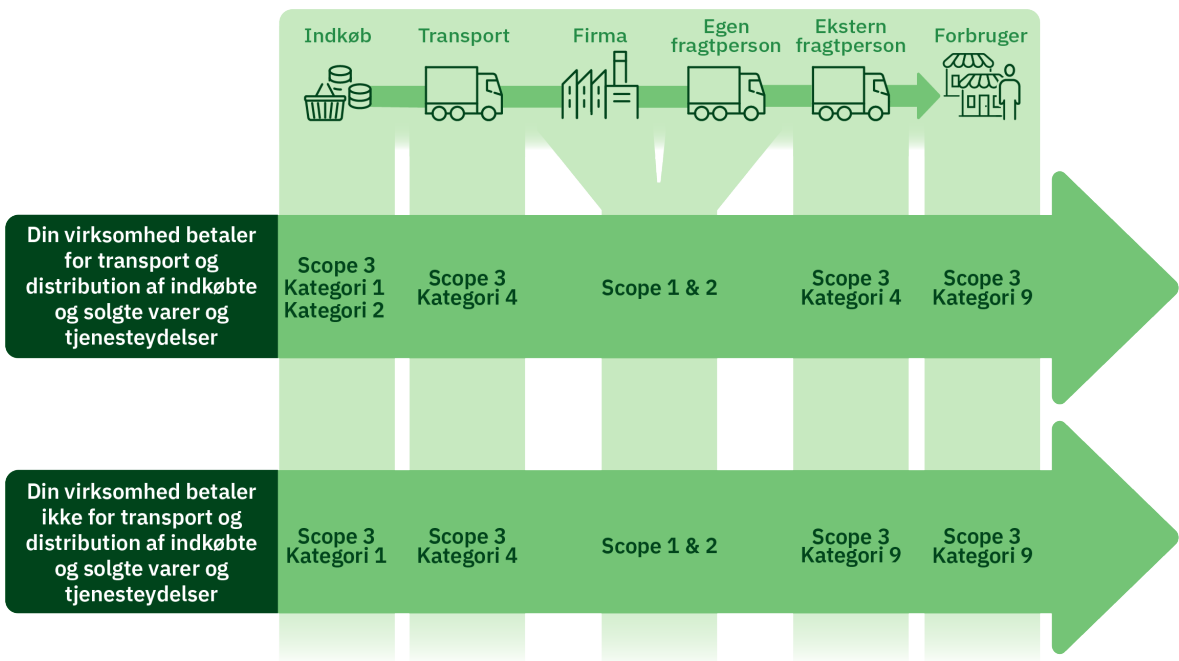 Indkøb
Transport
Firma
Egen
fragtperson
Ekstern
fragtperson
Forbruger
Din virksomhed betaler
for transport og
distribution af indkøbte
og solgte varer og
tjenesteydelser
Scope 3
Kategori 1
Kategori 2
Scope 3
Kategori 4
Scope 1 & 2
Scope 3
Kategori 4
Scope 3
Kategori 9
Din virksomhed betaler
ikke for transport og
distribution af indkøbte
og solgte varer og
tjenesteydelser
Scope 3
Kategori 1
Scope 3
Kategori 4
Scope 1 & 2
Scope 3
Kategori 9
Scope 3
Kategori 9